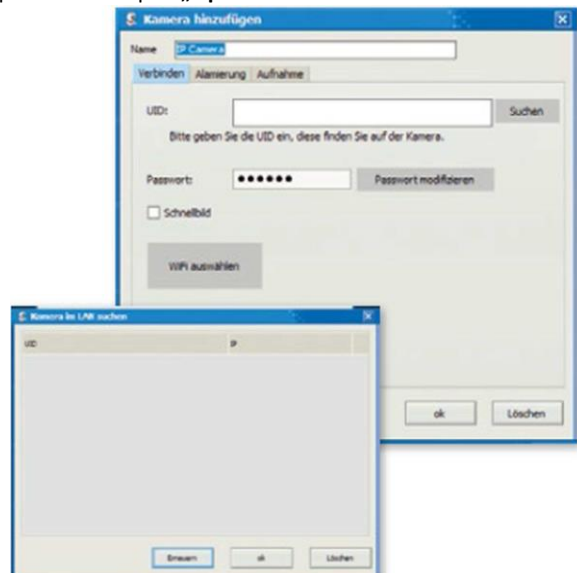 Kamera hinzufügen
Name IP Camera
Verbinden Alamierung Aufnahme
UID: Suchen
Bitte geben Sie die UID ein, diese finden Sie auf der Kamera.
Passwort: ●●●●●● Passwort modifizieren
Schnellbild
WiFi auswählen
ok Löschen
Kamera im LAN suchen
UID IP
Erneuern ok Löschen